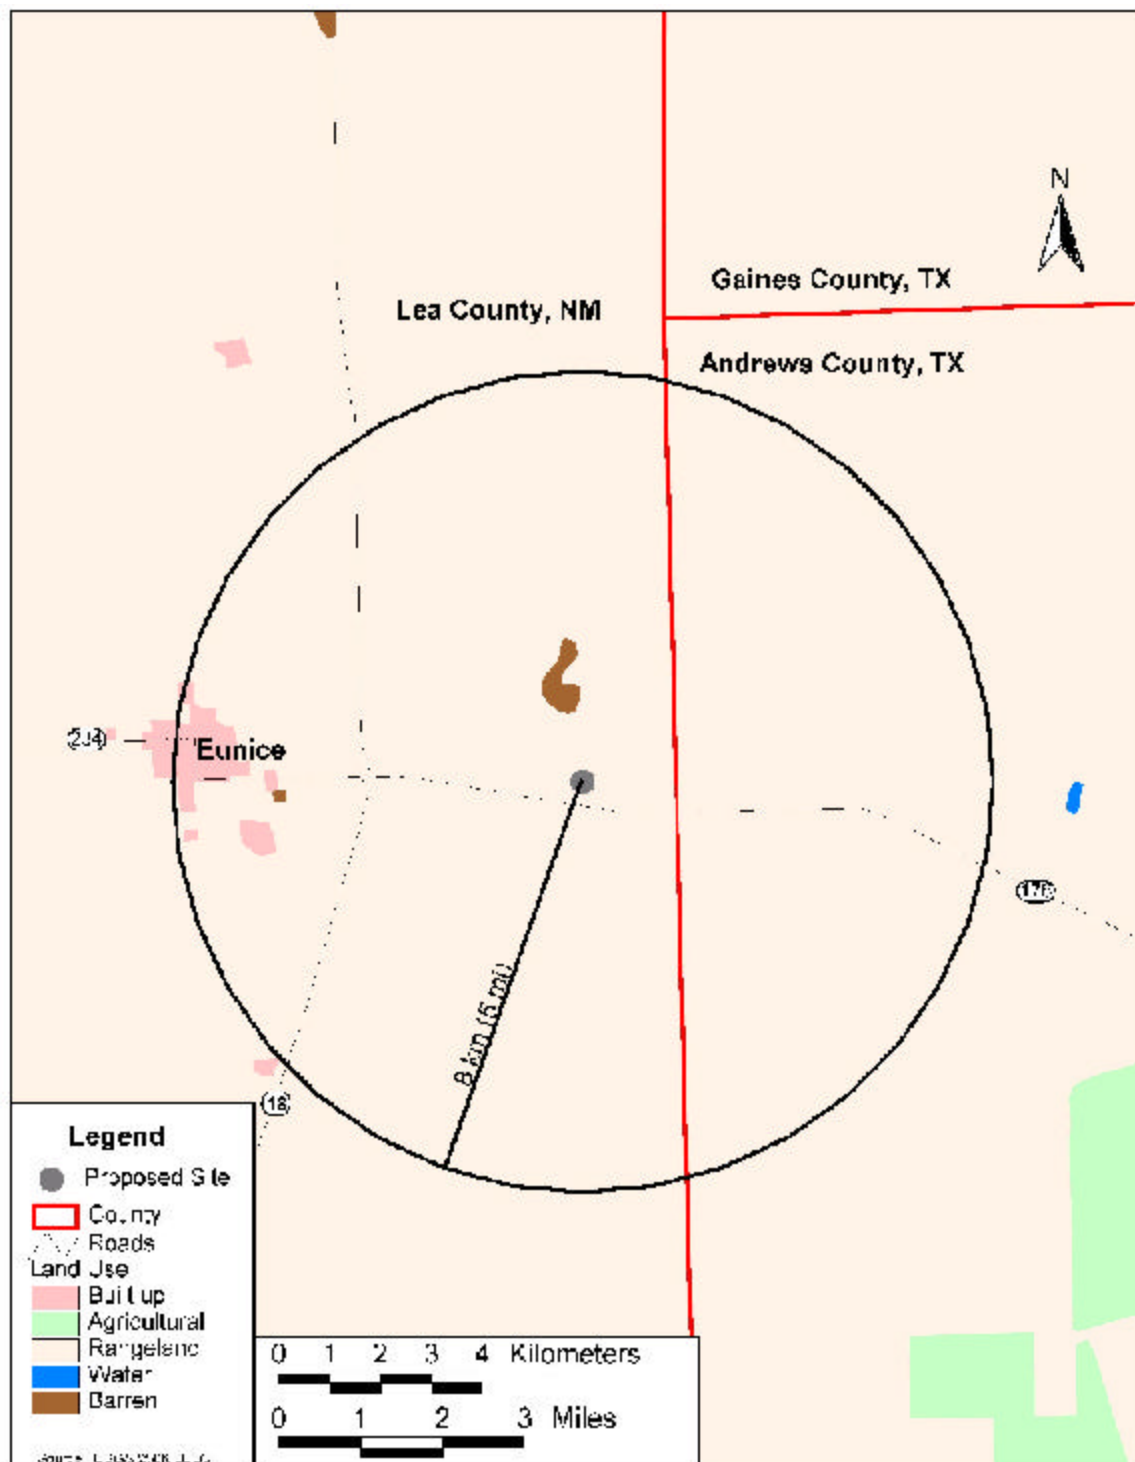 N
Gaines County, TX
Lea County, NM
Andrews County, TX
Eunice
8 km (5 mi)
18
Legend
Proposed Site
County
Roads
Land Use
Built up
Agricultural
Rangeland
Water
Barren
0 1 2 3 4 Kilometers
0 1 2 3 Miles